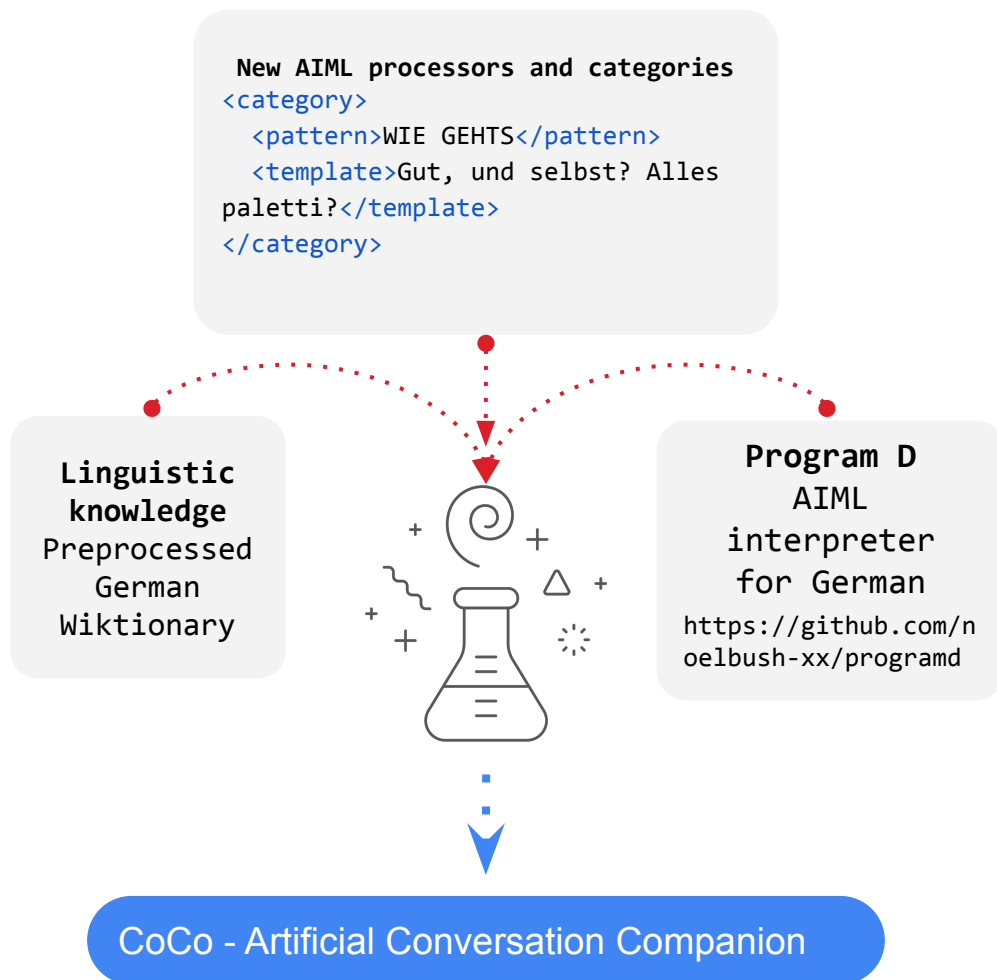 New AIML processors and categories
<category>
  <pattern>WIE GEHTS</pattern>
  <template>Gut, und selbst? Alles
paletti?</template>
</category>
Linguistic
knowledge
Preprocessed
German
Wiktionary
Program D
AIML
interpreter
for German
https://github.com/n
oelbush-xx/programd
CoCo - Artificial Conversation Companion